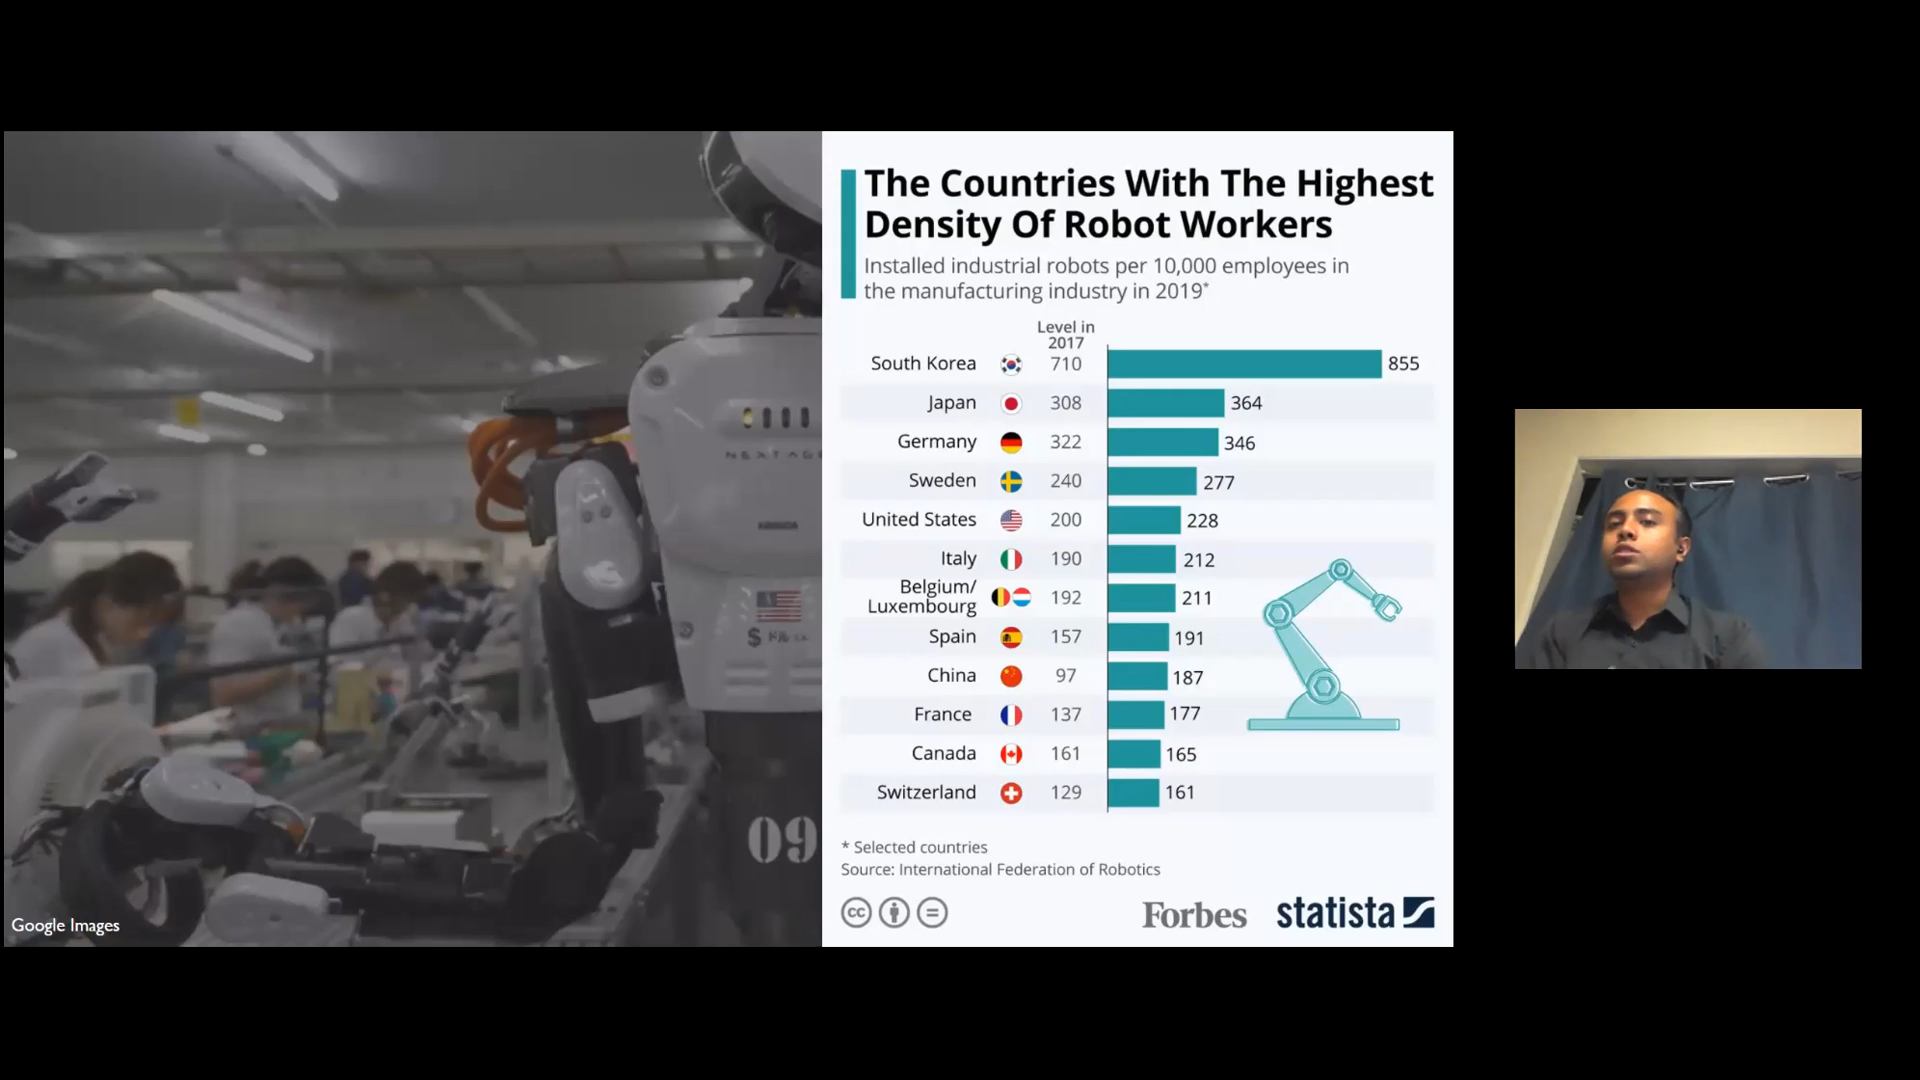 NEXTAGE
KAWADA
09
Google Images
The Countries With The Highest
Density Of Robot Workers
Installed industrial robots per 10,000 employees in
the manufacturing industry in 2019*
Level in
2017
South Korea 710 855
Japan 308 364
Germany 322 346
Sweden 240 277
United States 200 228
Italy 190 212
Belgium/
Luxembourg 192 211
Spain 157 191
China 97 187
France 137 177
Canada 161 165
Switzerland 129 161
* Selected countries
Source: International Federation of Robotics
cc
Forbes
statista